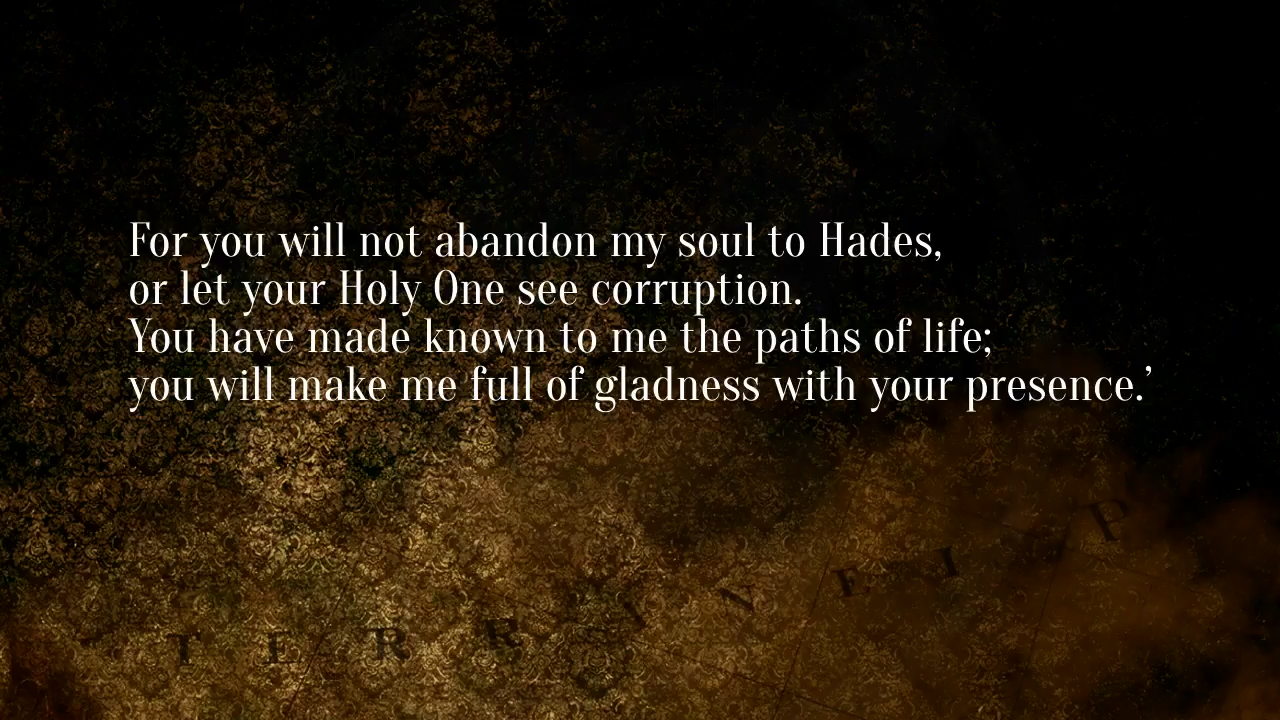 For you will not abandon my soul to Hades,
or let your Holy One see corruption.
You have made known to me the paths of life;
you will make me full of gladness with your presence.’
T E R R I N E I P